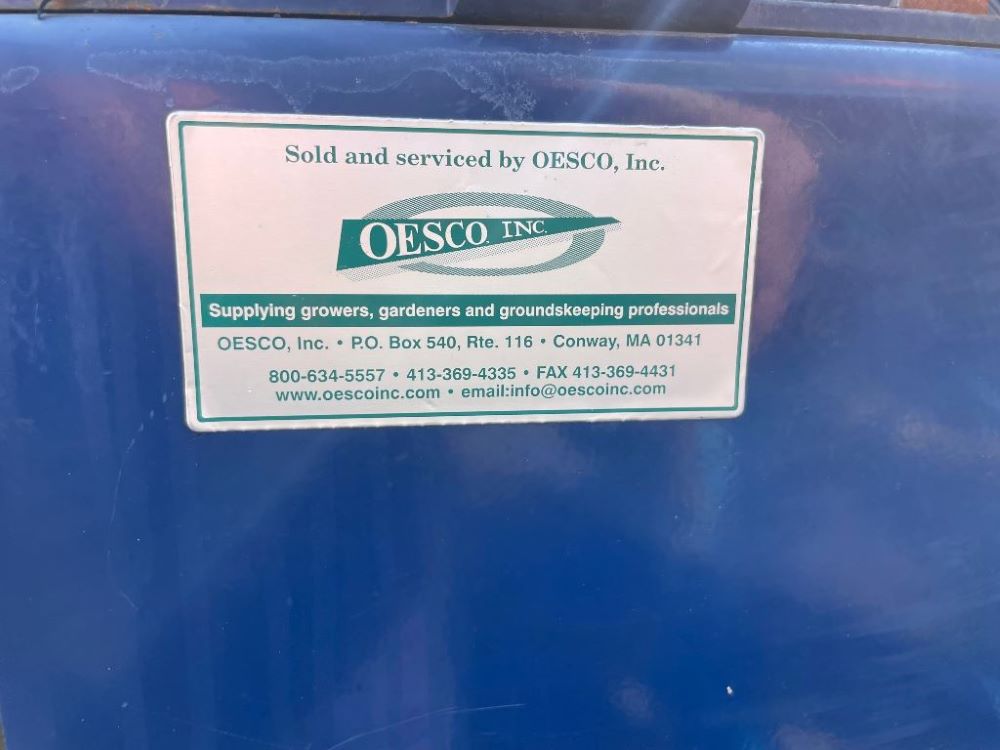 Sold and serviced by OESCO, Inc.
OESCO INC.
Supplying growers, gardeners and groundskeeping professionals
OESCO, Inc. • P.O. Box 540, Rte. 116 • Conway, MA 01341
800-634-5557 • 413-369-4335 • FAX 413-369-4431
www.oescoinc.com • email:info@oescoinc.com